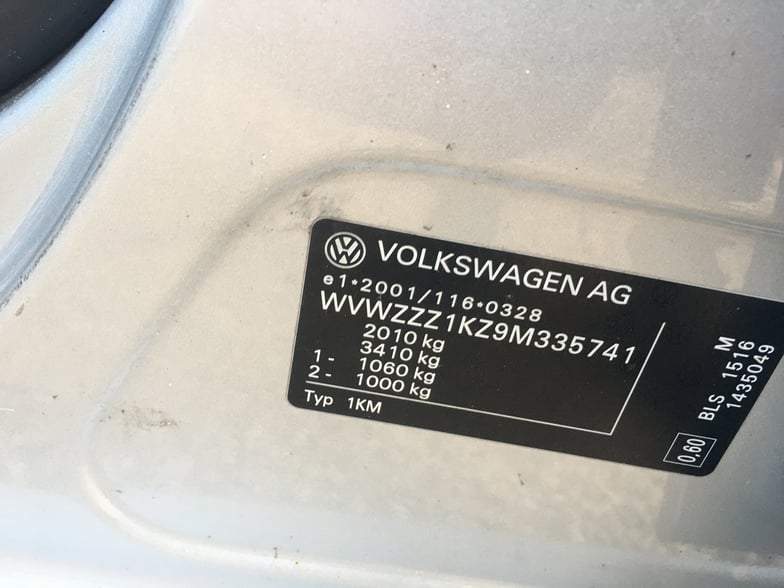 VOLKSWAGEN AG
e1*2001/116*0328
WVWZZZ1KZ9M335741
2010 kg
3410 kg
1- 1060 kg
2- 1000 kg
Typ 1KM
M
BLS 1516
1435049
0,60